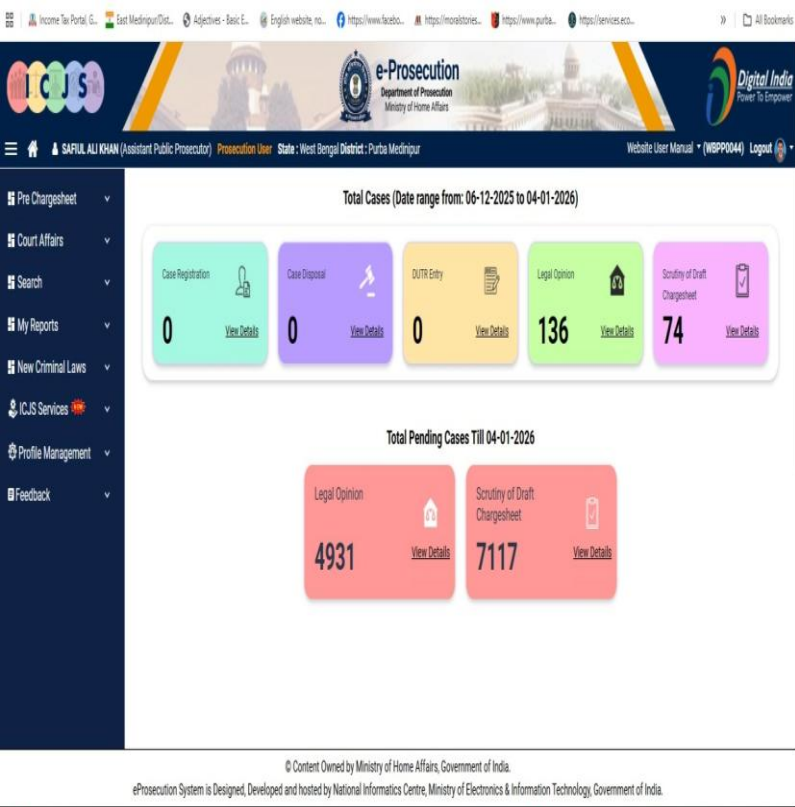 Income Tax Portal, G... East Medinipur/Dist... Adjectives - Basic E... English website, no... https://www.facebo... https://moralstories... https://www.purba... https://services.eco... » All Bookmarks
ICJS
e-Prosecution
Department of Prosecution
Ministry of Home Affairs
Digital India
Power To Empower
SAFIUL ALI KHAN (Assistant Public Prosecutor) Prosecution User State : West Bengal District : Purba Medinipur Website User Manual (WBPP0044) Logout
Pre Chargesheet
Court Affairs
Search
My Reports
New Criminal Laws
ICJS Services
Profile Management
Feedback
Total Cases (Date range from: 06-12-2025 to 04-01-2026)
Case Registration
0 View Details
Case Disposal
0 View Details
DUTR Entry
0 View Details
Legal Opinion
136 View Details
Scrutiny of Draft
Chargesheet
74 View Details
Total Pending Cases Till 04-01-2026
Legal Opinion
4931 View Details
Scrutiny of Draft
Chargesheet
7117 View Details
© Content Owned by Ministry of Home Affairs, Government of India.
eProsecution System is Designed, Developed and hosted by National Informatics Centre, Ministry of Electronics & Information Technology, Government of India.